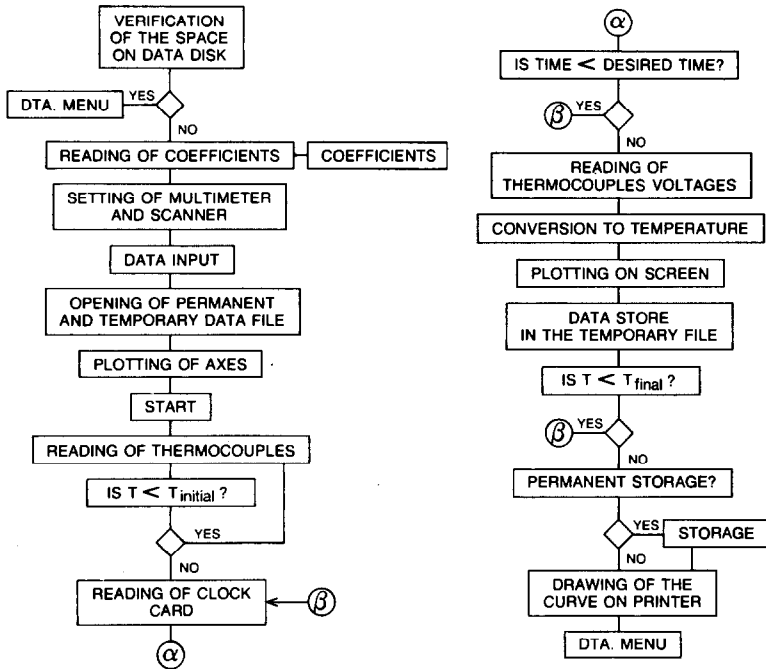 VERIFICATION
OF THE SPACE
ON DATA DISK
YES
DTA. MENU
NO
READING OF COEFFICIENTS
COEFFICIENTS
SETTING OF MULTIMETER
AND SCANNER
DATA INPUT
OPENING OF PERMANENT
AND TEMPORARY DATA FILE
PLOTTING OF AXES
START
READING OF THERMOCOUPLES
IS T < Tinitial ?
YES
NO
READING OF CLOCK
CARD
β
α
α
IS TIME < DESIRED TIME?
β
YES
NO
READING OF
THERMOCOUPLES VOLTAGES
CONVERSION TO TEMPERATURE
PLOTTING ON SCREEN
DATA STORE
IN THE TEMPORARY FILE
IS T < Tfinal ?
β
YES
NO
PERMANENT STORAGE?
YES
STORAGE
NO
DRAWING OF THE
CURVE ON PRINTER
DTA. MENU